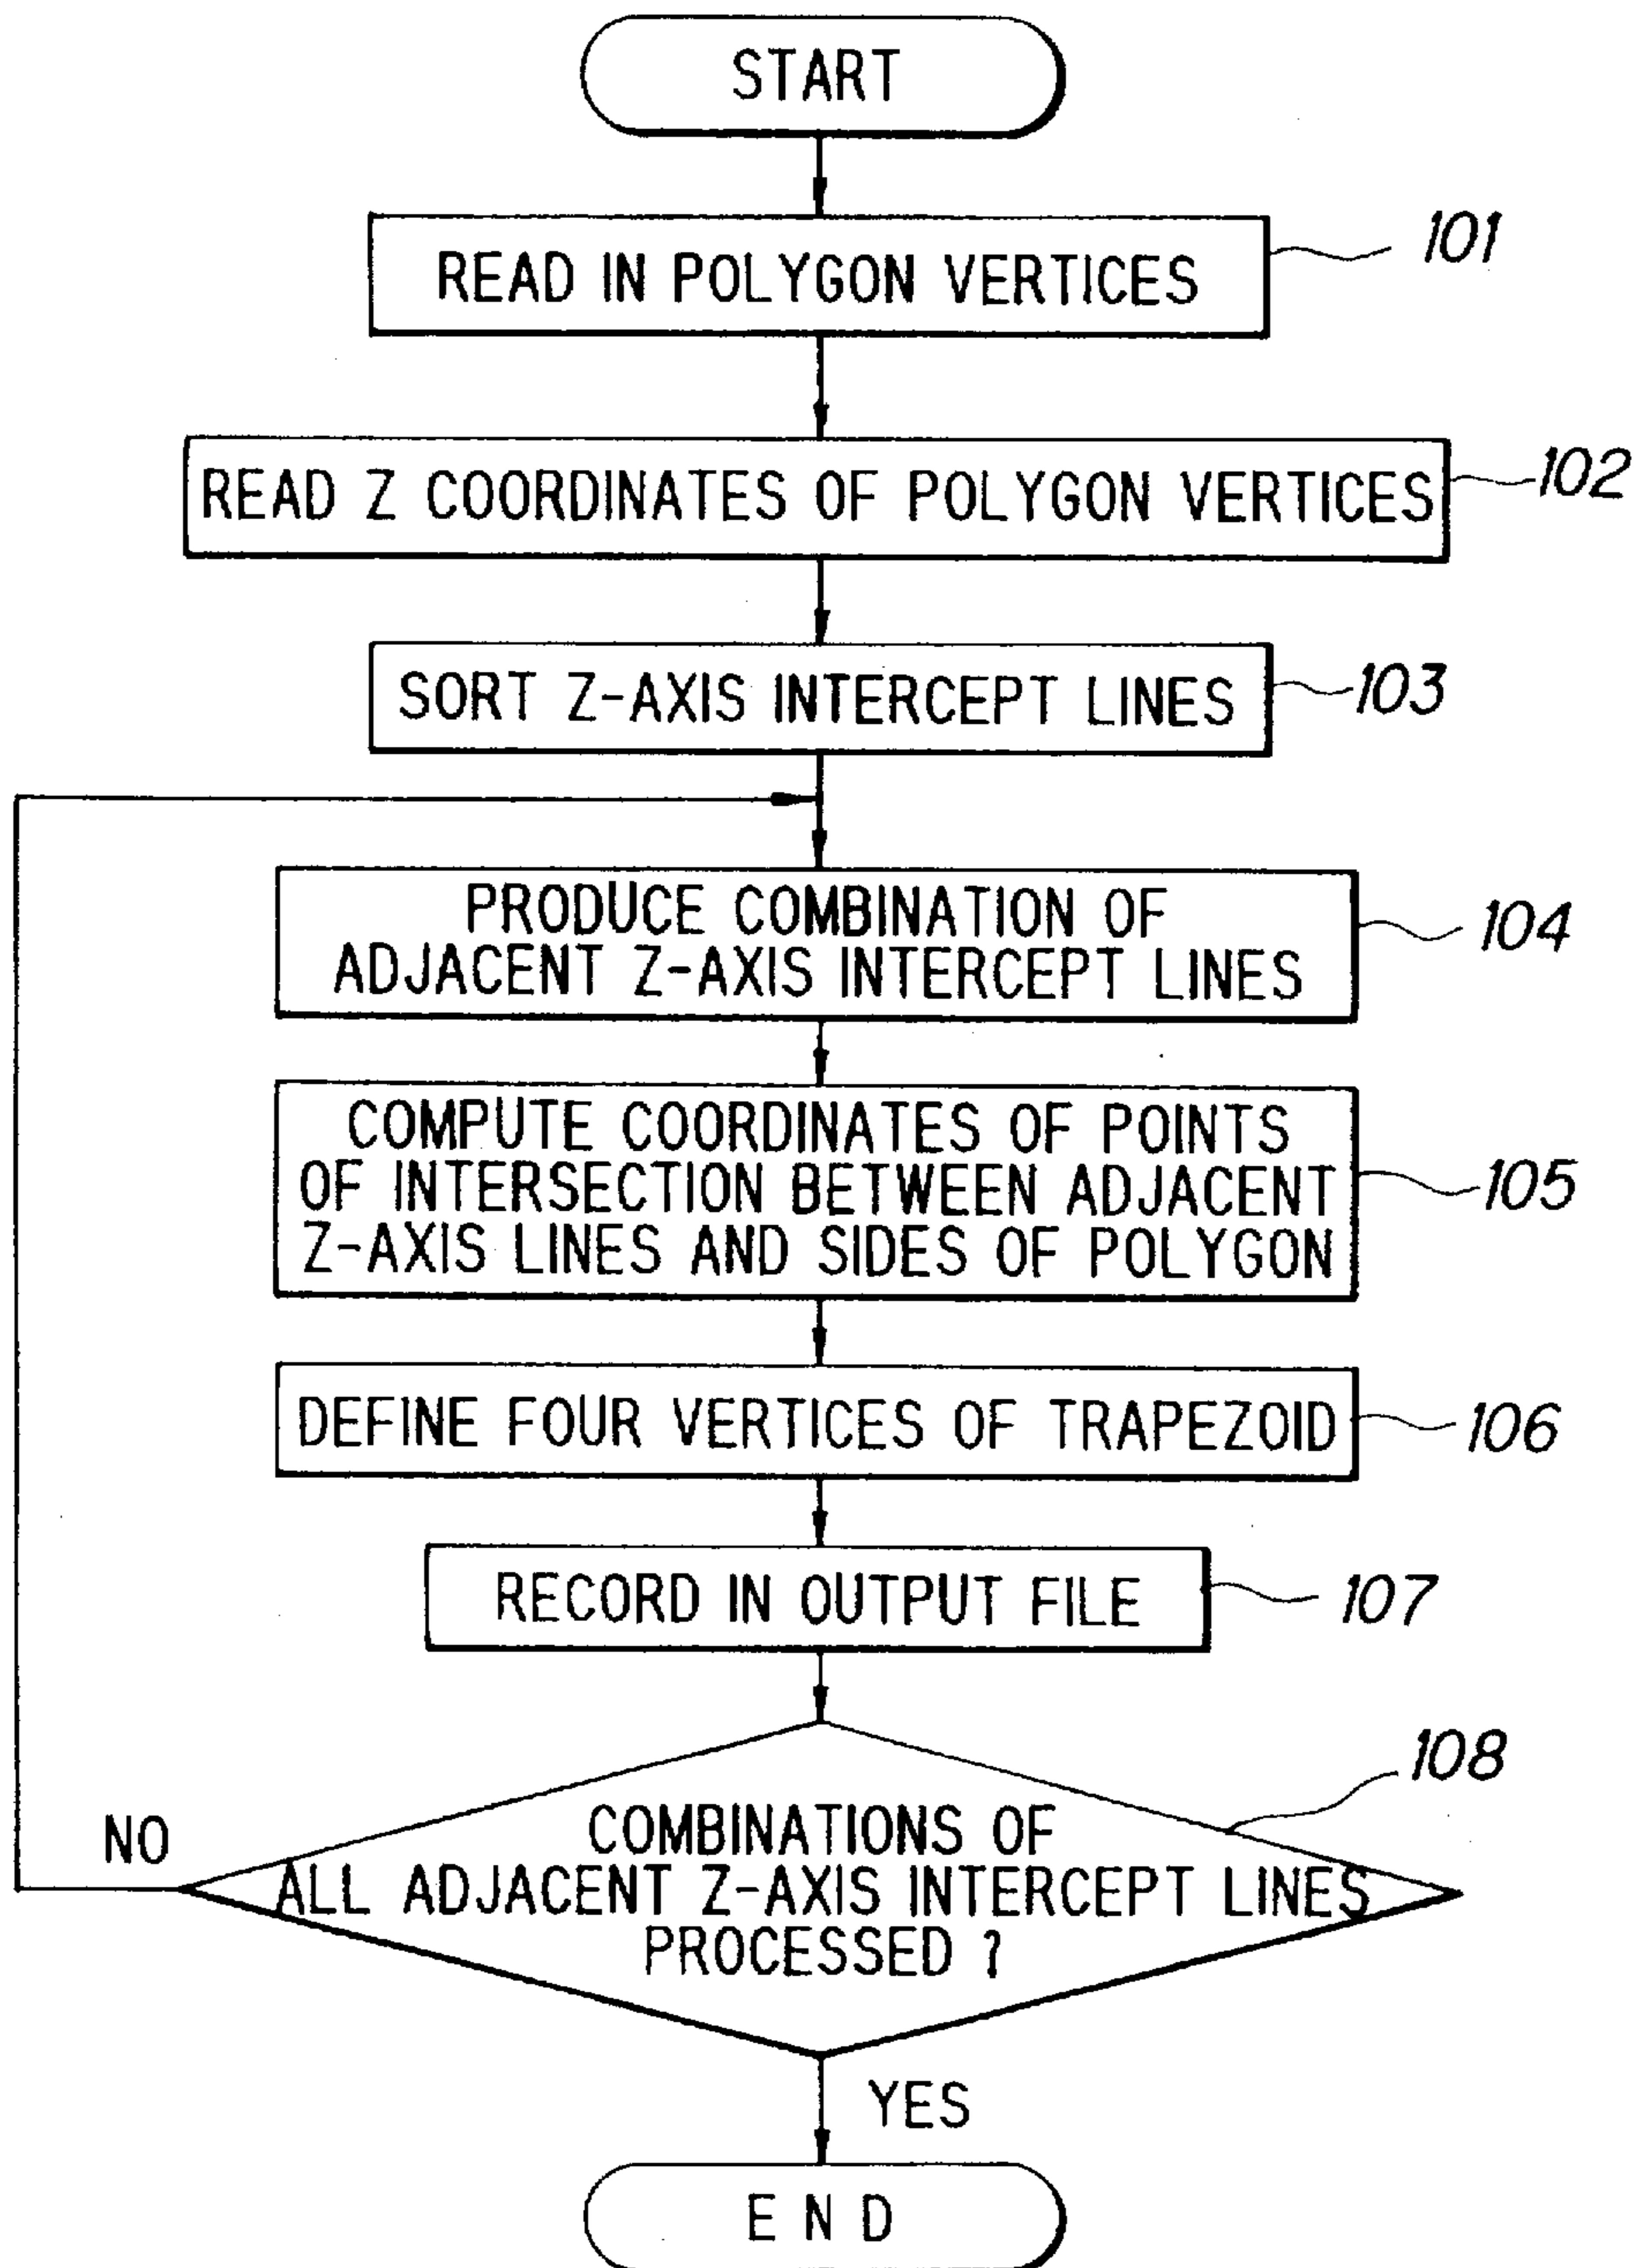 START
READ IN POLYGON VERTICES
101
READ Z COORDINATES OF POLYGON VERTICES
102
SORT Z-AXIS INTERCEPT LINES
103
PRODUCE COMBINATION OF
ADJACENT Z-AXIS INTERCEPT LINES
104
COMPUTE COORDINATES OF POINTS
OF INTERSECTION BETWEEN ADJACENT
Z-AXIS LINES AND SIDES OF POLYGON
105
DEFINE FOUR VERTICES OF TRAPEZOID
106
RECORD IN OUTPUT FILE
107
108
NO
COMBINATIONS OF
ALL ADJACENT Z-AXIS INTERCEPT LINES
PROCESSED ?
YES
END